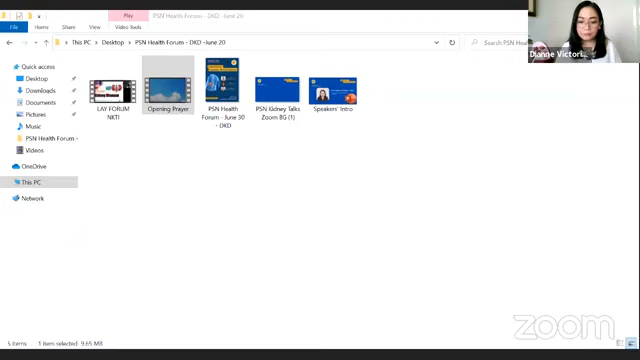 Play
PSN Health Forum - DKD -June 20
File
Home
Share
View
Video Tools
This PC
Desktop
PSN Health Forum - DKD -June 20
Search PSN He
Dianne Victori
Quick access
Desktop
Downloads
Documents
Pictures
Music
PSN Health Forum -
Videos
OneDrive
This PC
Network
LAY FORUM
NKTI
Opening Prayer
PSN Health
Forum - June 30
- DKD
PSN Kidney Talks
Zoom BG (1)
Speakers' Intro
5 items
1 item selected 9.65 MB
zoom